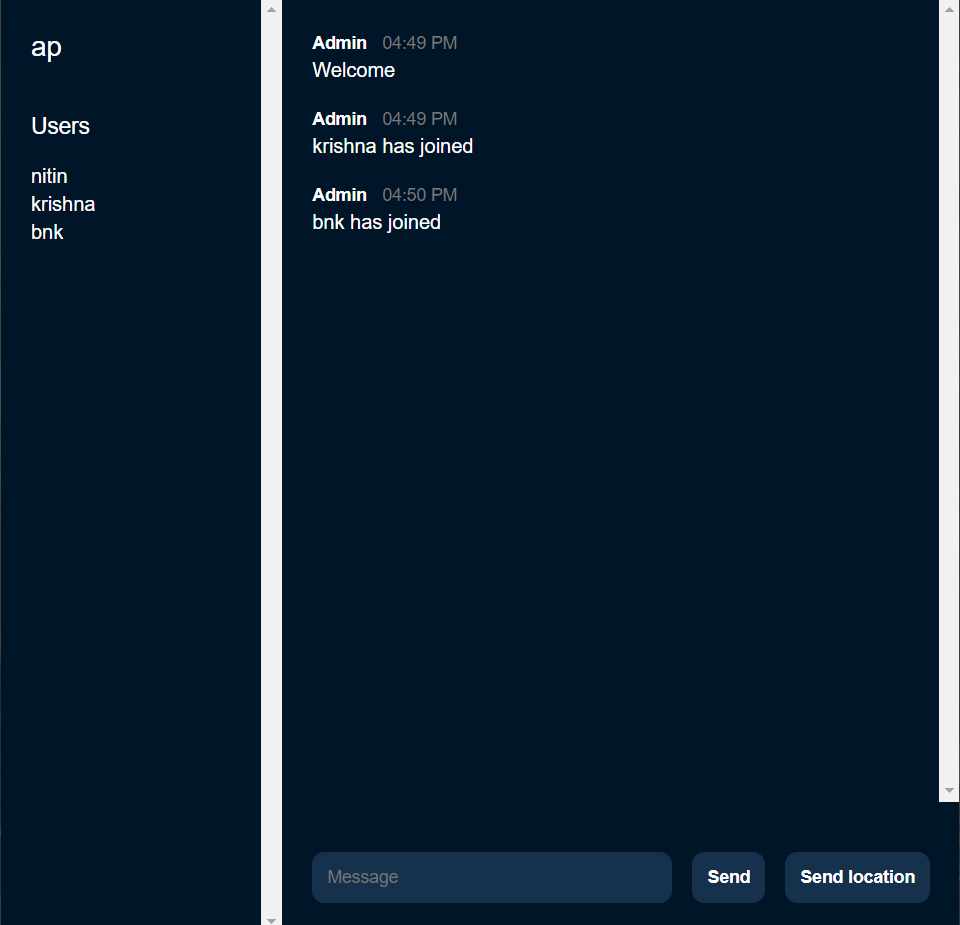 ap
Users
nitin
krishna
bnk
Admin 04:49 PM
Welcome
Admin 04:49 PM
krishna has joined
Admin 04:50 PM
bnk has joined
Message
Send
Send location